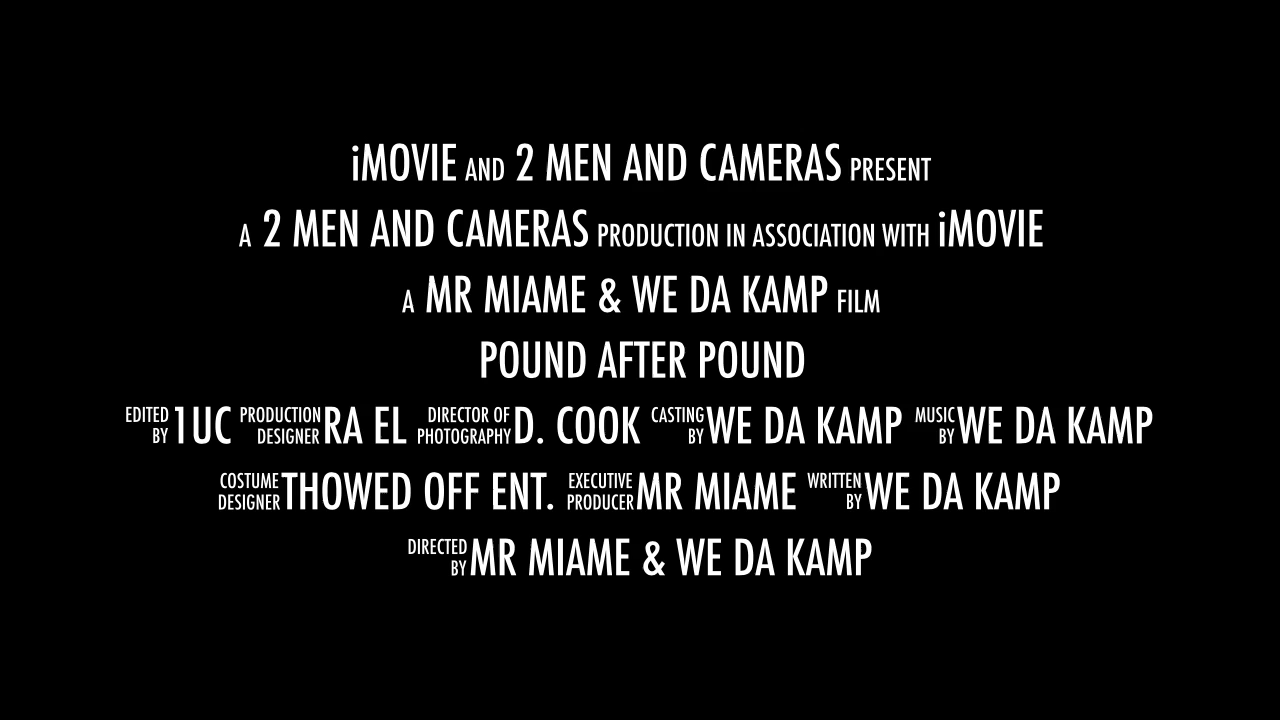 iMOVIE AND 2 MEN AND CAMERAS PRESENT
A 2 MEN AND CAMERAS PRODUCTION IN ASSOCIATION WITH iMOVIE
A MR MIAME & WE DA KAMP FILM
POUND AFTER POUND
EDITED BY 1UC PRODUCTION DESIGNER RA EL DIRECTOR OF PHOTOGRAPHY D. COOK CASTING BY WE DA KAMP MUSIC BY WE DA KAMP
COSTUME DESIGNER THOWED OFF ENT. EXECUTIVE PRODUCER MR MIAME WRITTEN BY WE DA KAMP
DIRECTED BY MR MIAME & WE DA KAMP